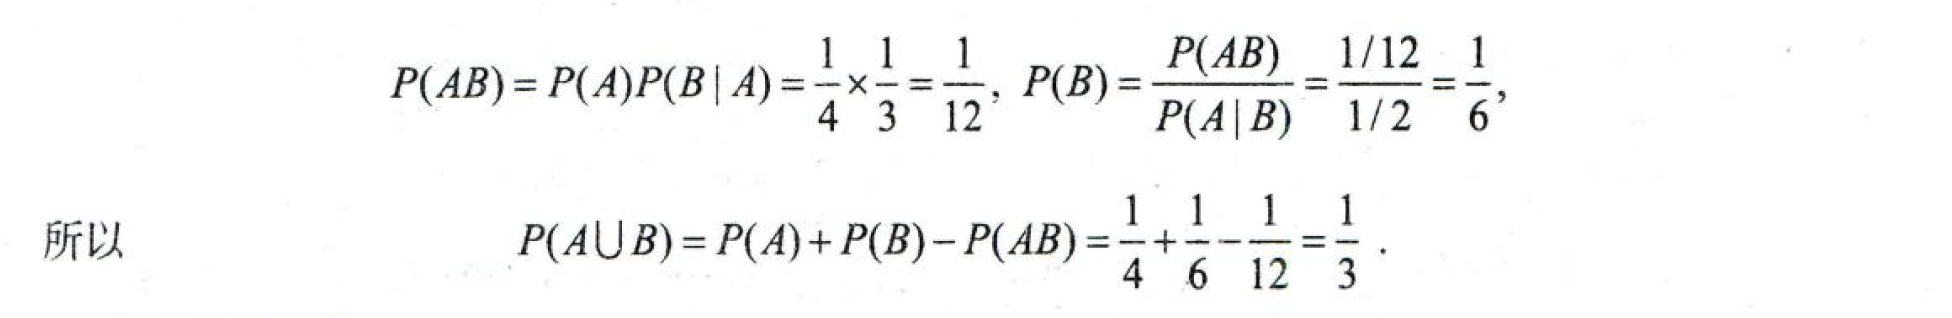 P(AB) = P(A)P(B | A) = 1/4 × 1/3 = 1/12, P(B) = P(AB)/P(A | B) = (1/12)/(1/2) = 1/6,
所以 P(A∪B) = P(A) + P(B) − P(AB) = 1/4 + 1/6 − 1/12 = 1/3 .